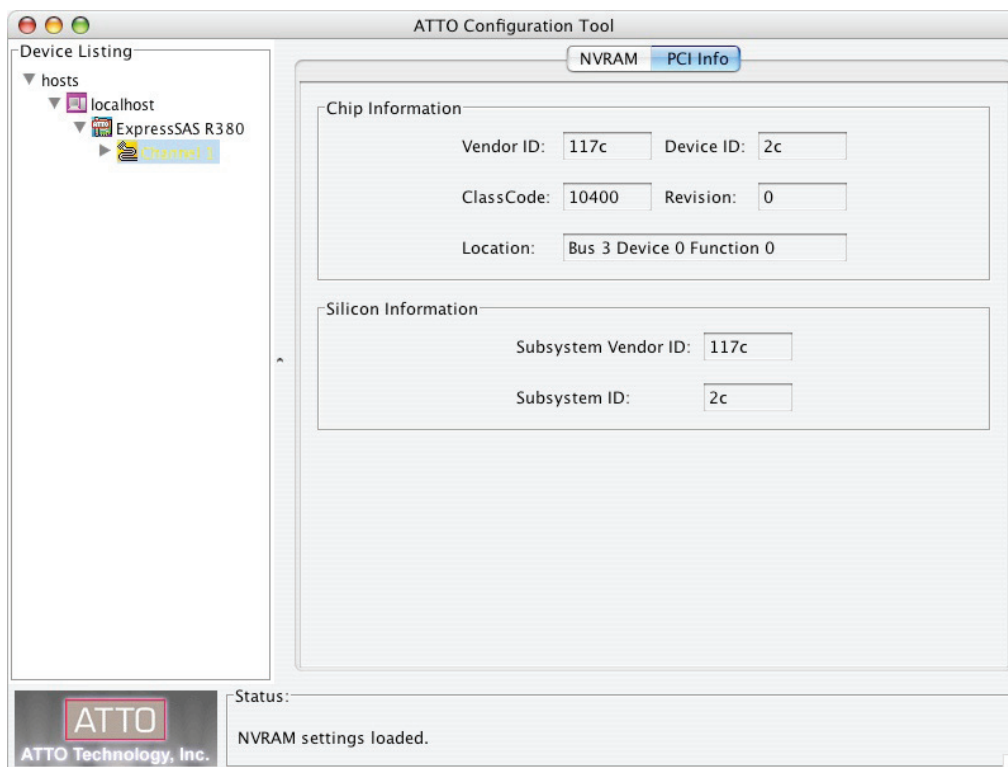 ATTO Configuration Tool
Device Listing
hosts
localhost
ExpressSAS R380
Channel 1
NVRAM
PCI Info
Chip Information
Vendor ID: 117c Device ID: 2c
ClassCode: 10400 Revision: 0
Location: Bus 3 Device 0 Function 0
Silicon Information
Subsystem Vendor ID: 117c
Subsystem ID: 2c
ATTO
ATTO Technology, Inc.
Status:
NVRAM settings loaded.